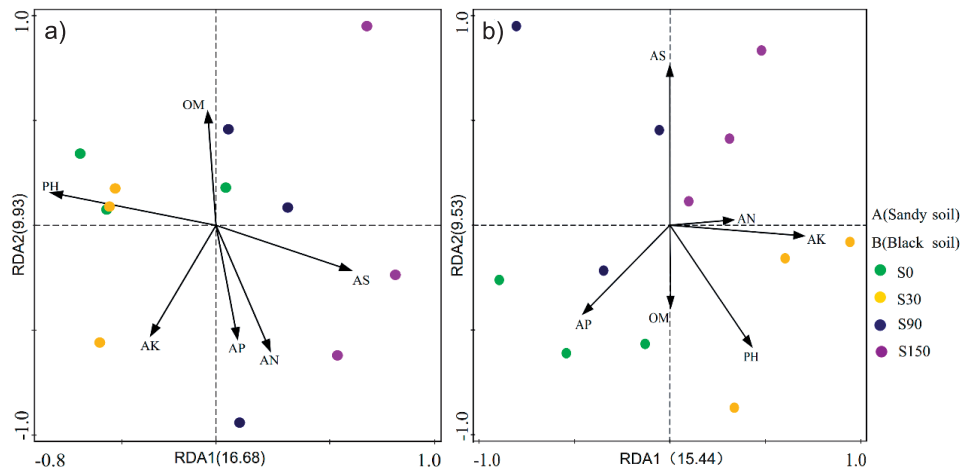 a)
1.0
OM
PH
AS
AK
AP
AN
RDA2(9.93)
-1.0
-0.8
RDA1(16.68)
1.0
b)
1.0
AS
AN
AK
AP
OM
PH
RDA2(9.53)
-1.0
-1.0
RDA1（15.44）
1.0
A(Sandy soil)
B(Black soil)
S0
S30
S90
S150